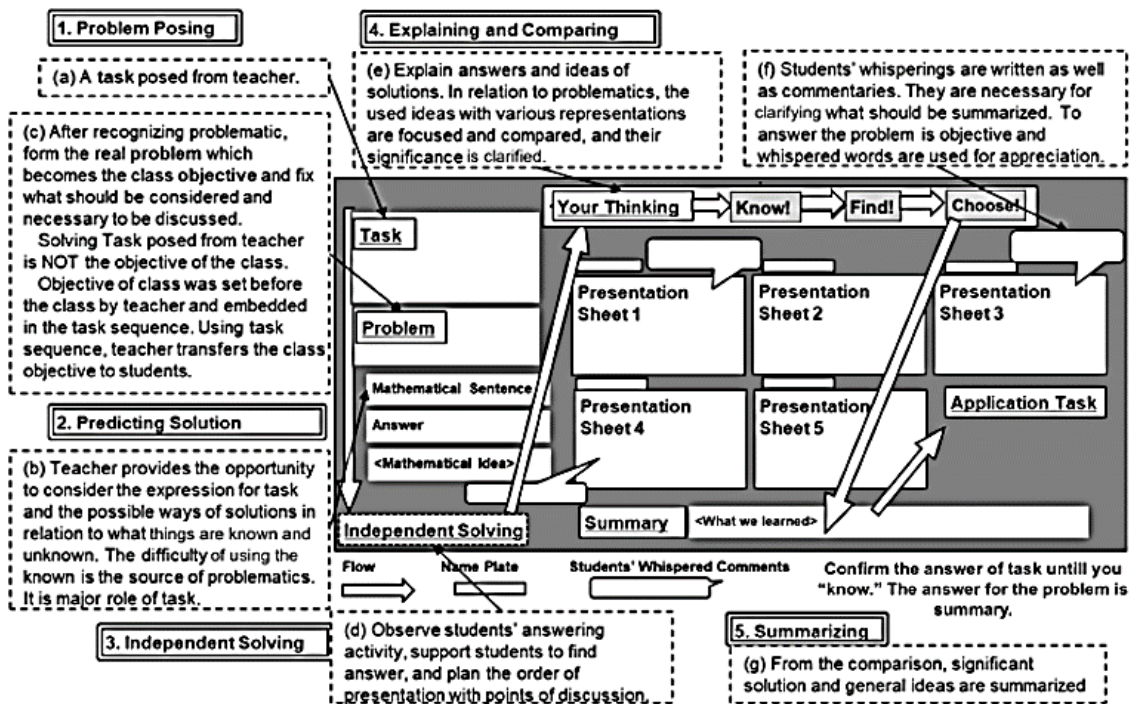 1. Problem Posing
(a) A task posed from teacher.
(c) After recognizing problematic,
form the real problem which
becomes the class objective and fix
what should be considered and
necessary to be discussed.
Solving Task posed from teacher
is NOT the objective of the class.
Objective of class was set before
the class by teacher and embedded
in the task sequence. Using task
sequence, teacher transfers the class
objective to students.
2. Predicting Solution
(b) Teacher provides the opportunity
to consider the expression for task
and the possible ways of solutions in
relation to what things are known and
unknown. The difficulty of using the
known is the source of problematics.
It is major role of task.
3. Independent Solving
(d) Observe students' answering
activity, support students to find
answer, and plan the order of
presentation with points of discussion.
4. Explaining and Comparing
(e) Explain answers and ideas of
solutions. In relation to problematics, the
used ideas with various representations
are focused and compared, and their
significance is clarified.
(f) Students' whisperings are written as well
as commentaries. They are necessary for
clarifying what should be summarized. To
answer the problem is objective and
whispered words are used for appreciation.
Task
Problem
Mathematical Sentence
Answer
<Mathematical Idea>
Independent Solving
Your Thinking
Know!
Find!
Choose!
Presentation
Sheet 1
Presentation
Sheet 2
Presentation
Sheet 3
Presentation
Sheet 4
Presentation
Sheet 5
Application Task
Summary
<What we learned>
Flow
Name Plate
Students' Whispered Comments
Confirm the answer of task untill you
"know." The answer for the problem is
summary.
5. Summarizing
(g) From the comparison, significant
solution and general ideas are summarized